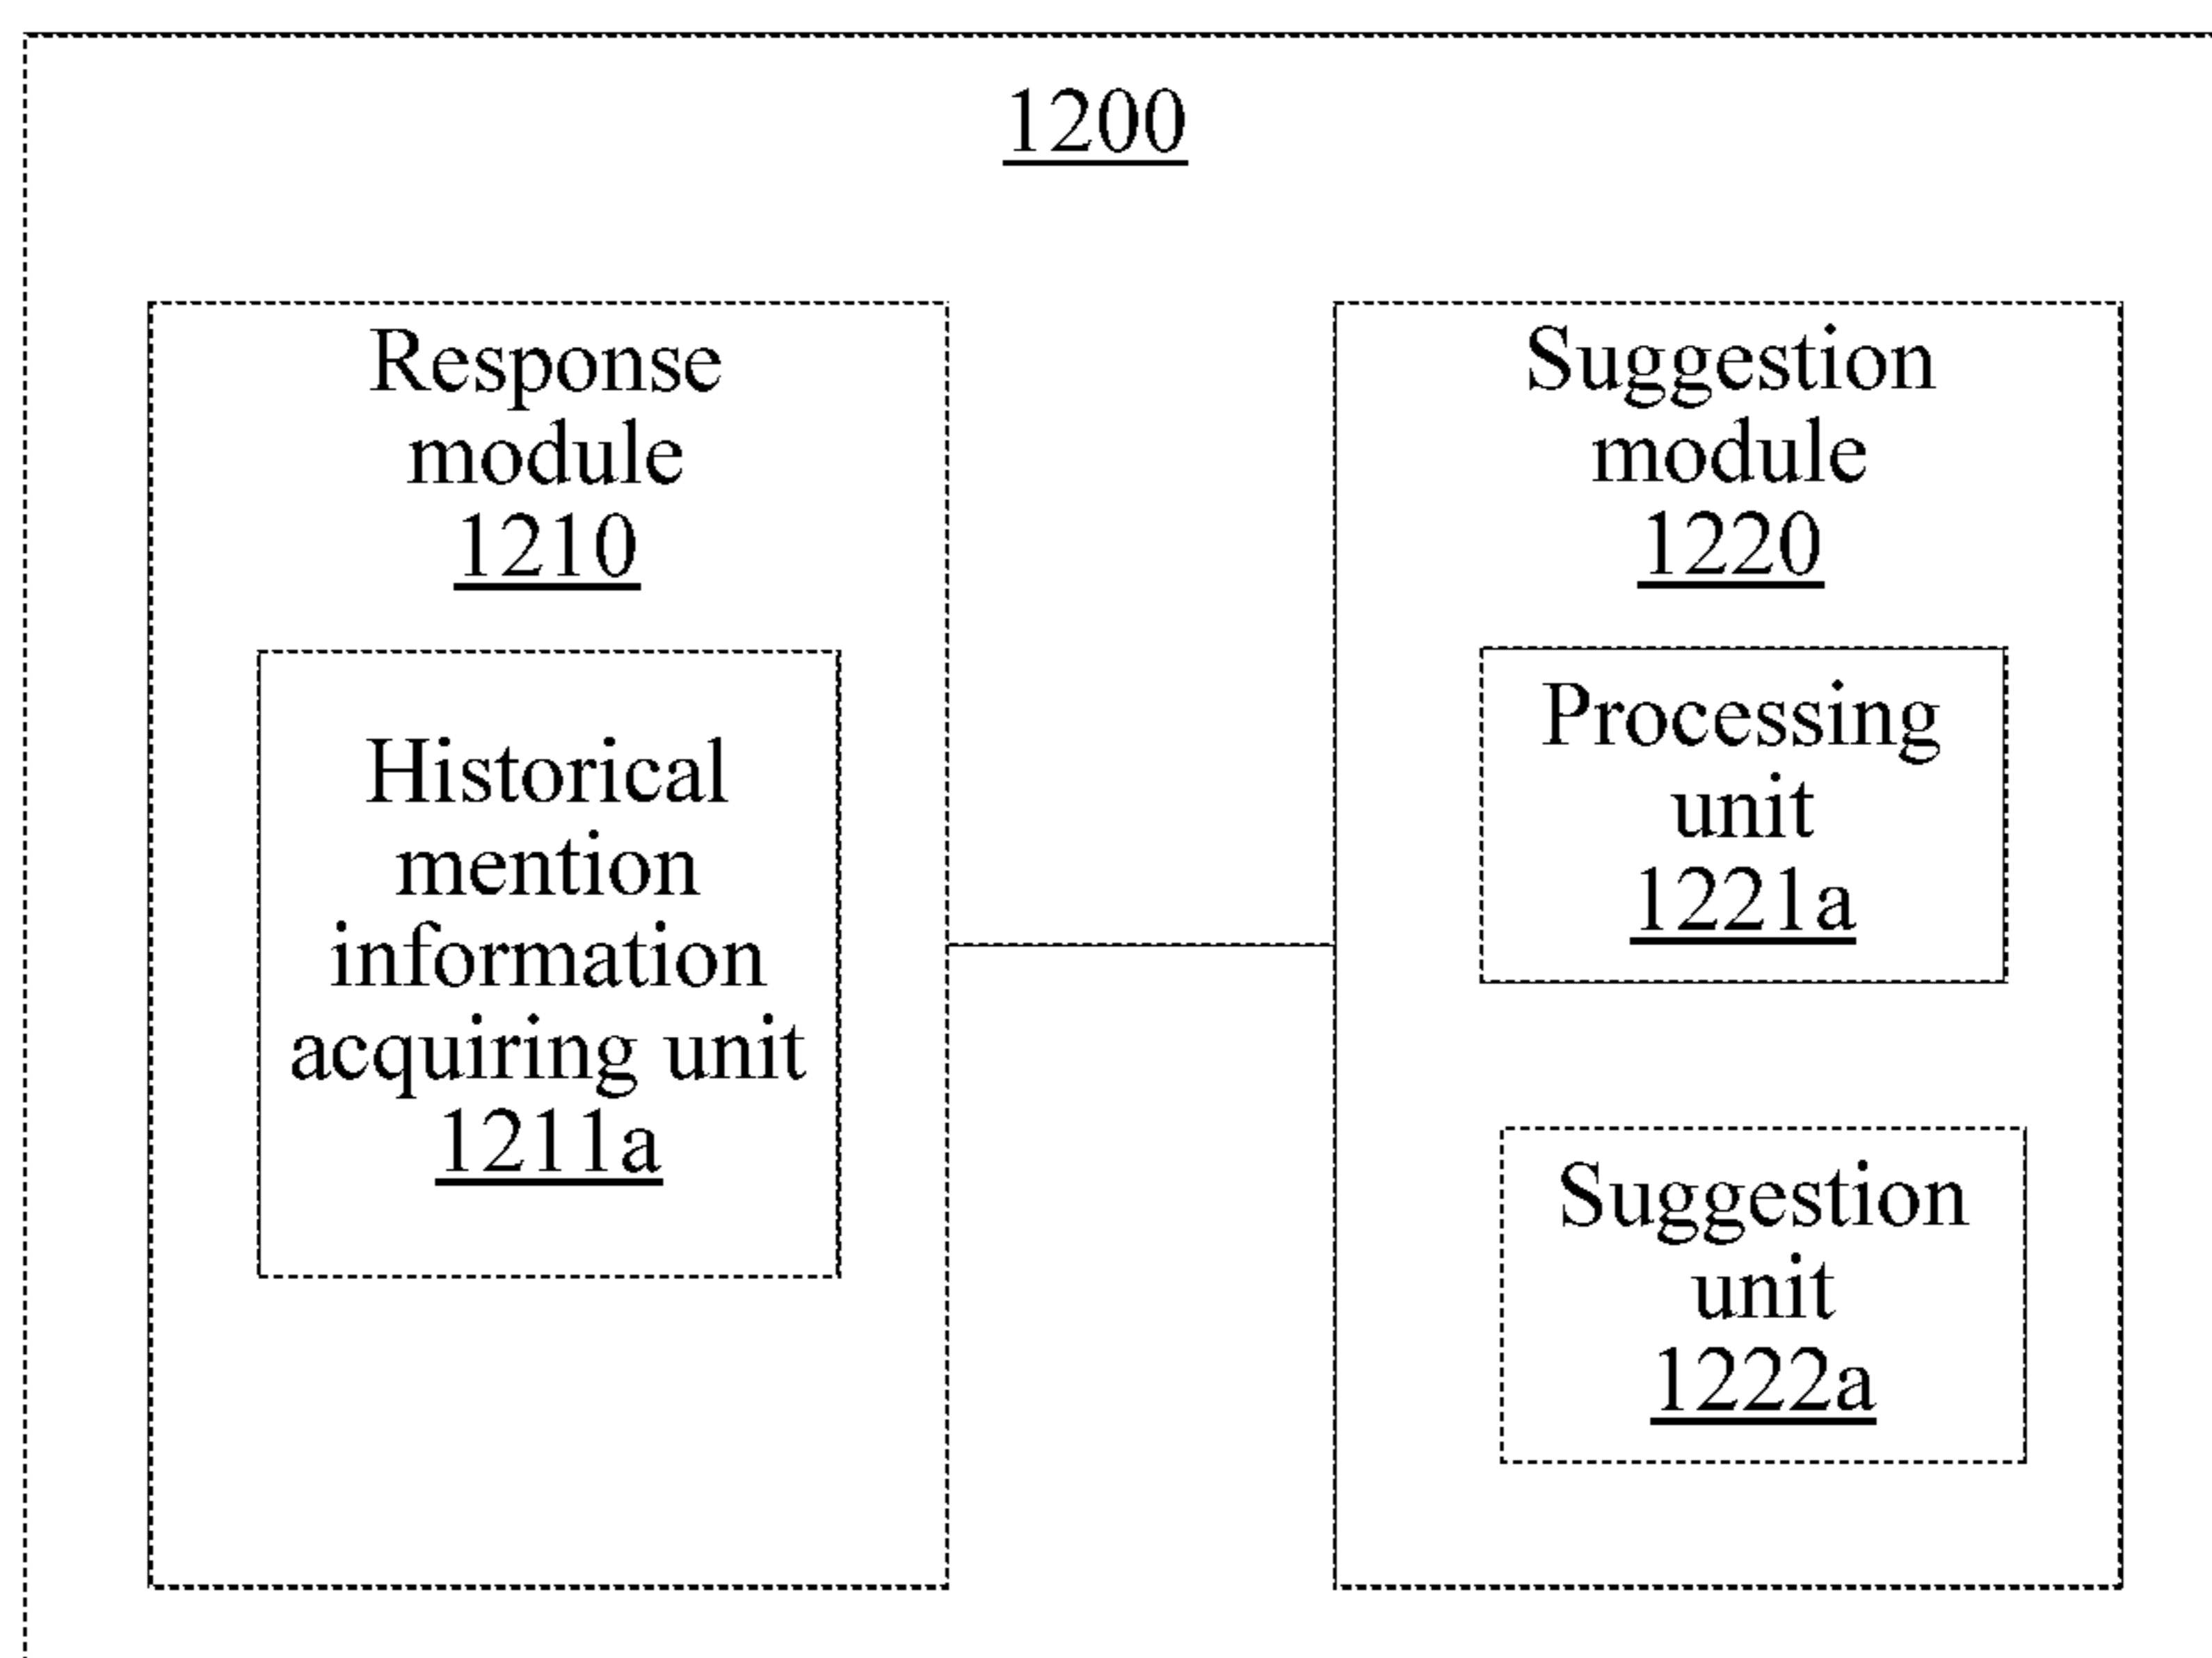 1200
Response
module
1210
Historical
mention
information
acquiring unit
1211a
Suggestion
module
1220
Processing
unit
1221a
Suggestion
unit
1222a